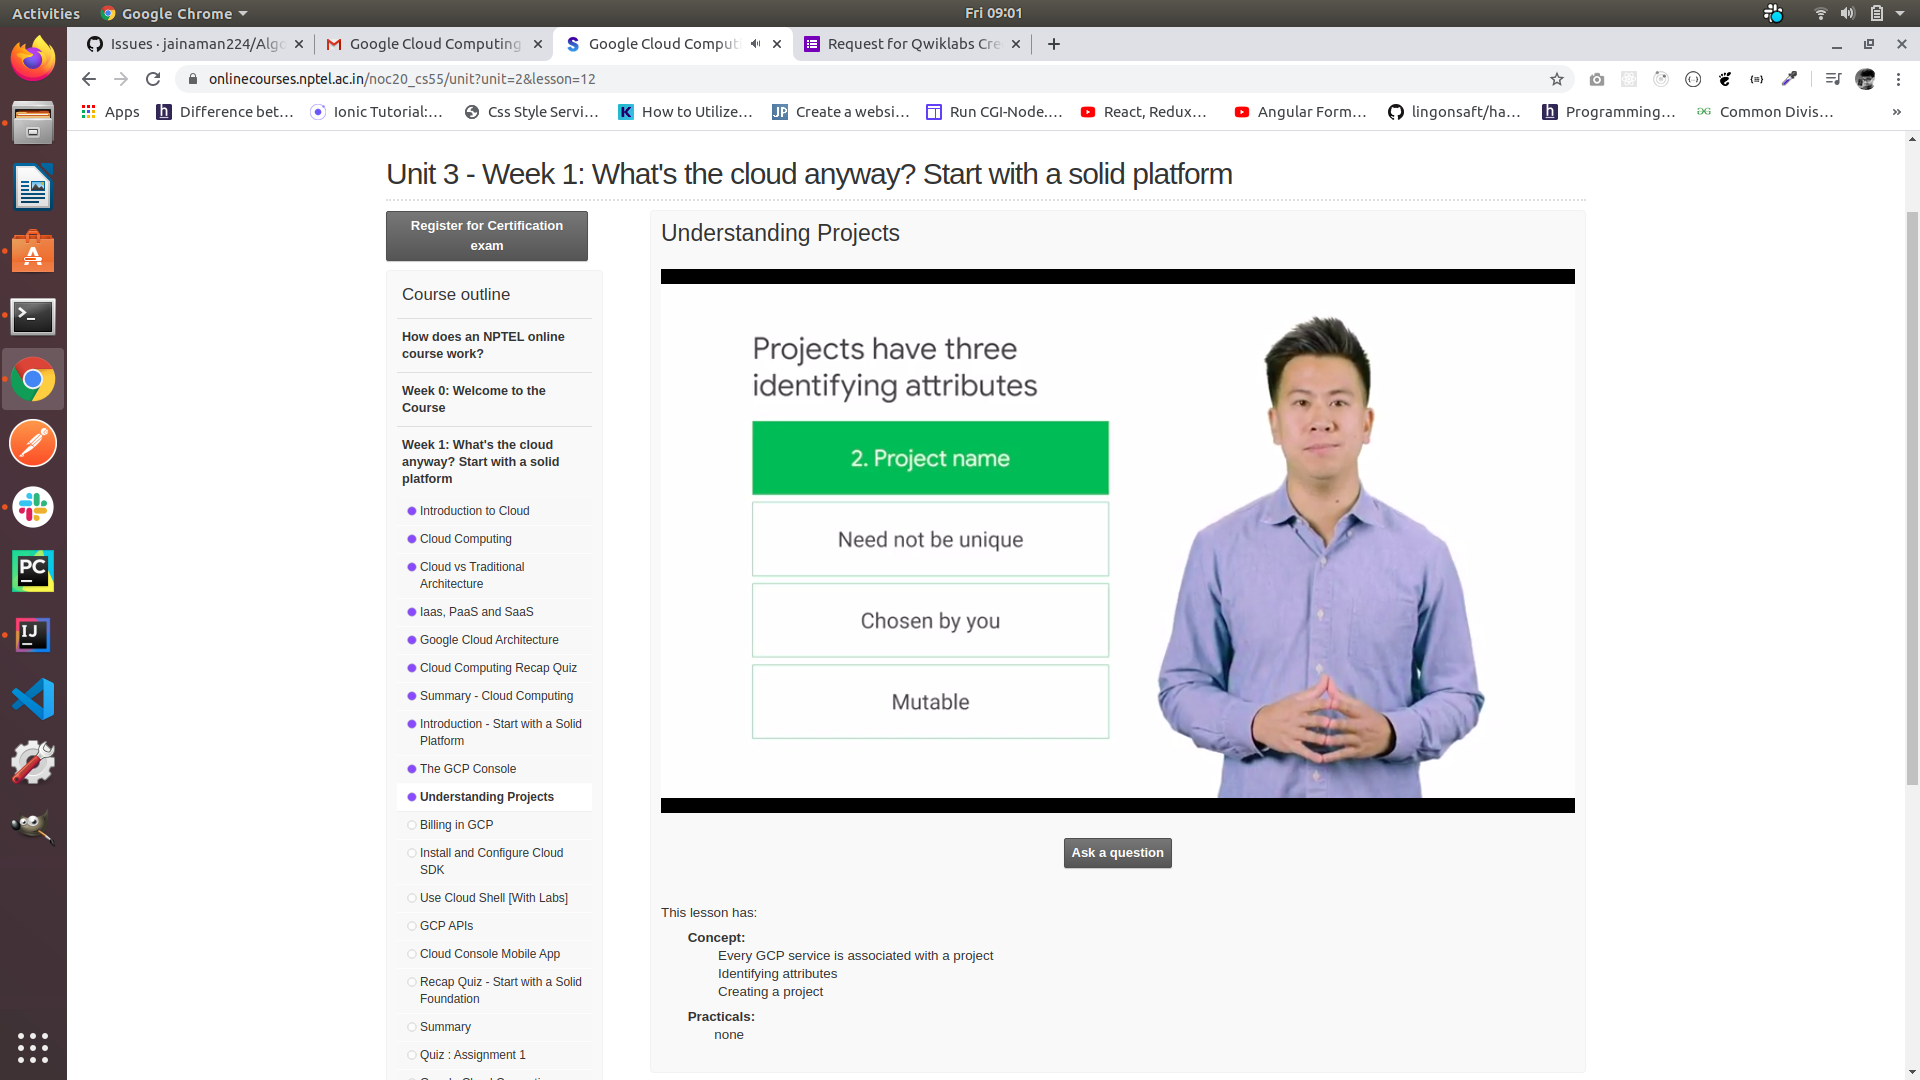 Activities
Google Chrome
Fri 09:01
Issues · jainaman224/Algo
Google Cloud Computing
Google Cloud Computi
Request for Qwiklabs Cre
onlinecourses.nptel.ac.in/noc20_cs55/unit?unit=2&lesson=12
Apps
Difference bet…
Ionic Tutorial:…
Css Style Servi…
How to Utilize…
JP
Create a websi…
Run CGI-Node.…
React, Redux…
Angular Form…
lingonsaft/ha…
Programming…
Common Divis…
»
Unit 3 - Week 1: What's the cloud anyway? Start with a solid platform
Register for Certification
exam
Course outline
How does an NPTEL online
course work?
Week 0: Welcome to the
Course
Week 1: What's the cloud
anyway? Start with a solid
platform
Introduction to Cloud
Cloud Computing
Cloud vs Traditional
Architecture
Iaas, PaaS and SaaS
Google Cloud Architecture
Cloud Computing Recap Quiz
Summary - Cloud Computing
Introduction - Start with a Solid
Platform
The GCP Console
Understanding Projects
Billing in GCP
Install and Configure Cloud
SDK
Use Cloud Shell [With Labs]
GCP APIs
Cloud Console Mobile App
Recap Quiz - Start with a Solid
Foundation
Summary
Quiz : Assignment 1
Understanding Projects
Projects have three
identifying attributes
2. Project name
Need not be unique
Chosen by you
Mutable
Ask a question
This lesson has:
Concept:
Every GCP service is associated with a project
Identifying attributes
Creating a project
Practicals:
none
PC
IJ